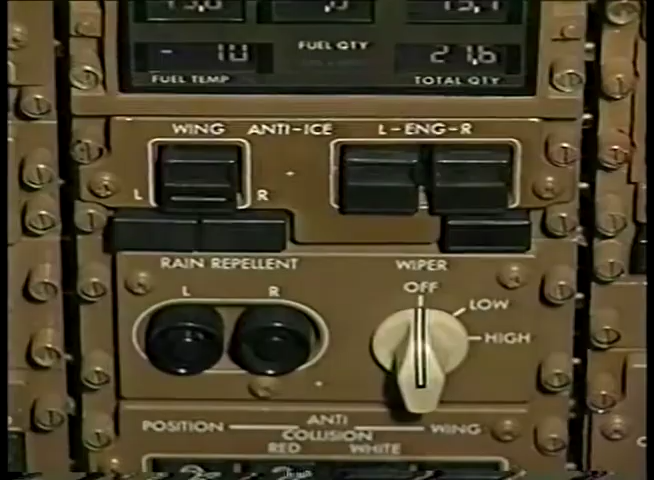 - 10 FUEL QTY 21.6
FUEL TEMP TOTAL QTY
WING ANTI-ICE L-ENG-R
L R
RAIN REPELLENT WIPER
L R OFF
LOW
HIGH
POSITION ANTI COLLISION WING
RED WHITE